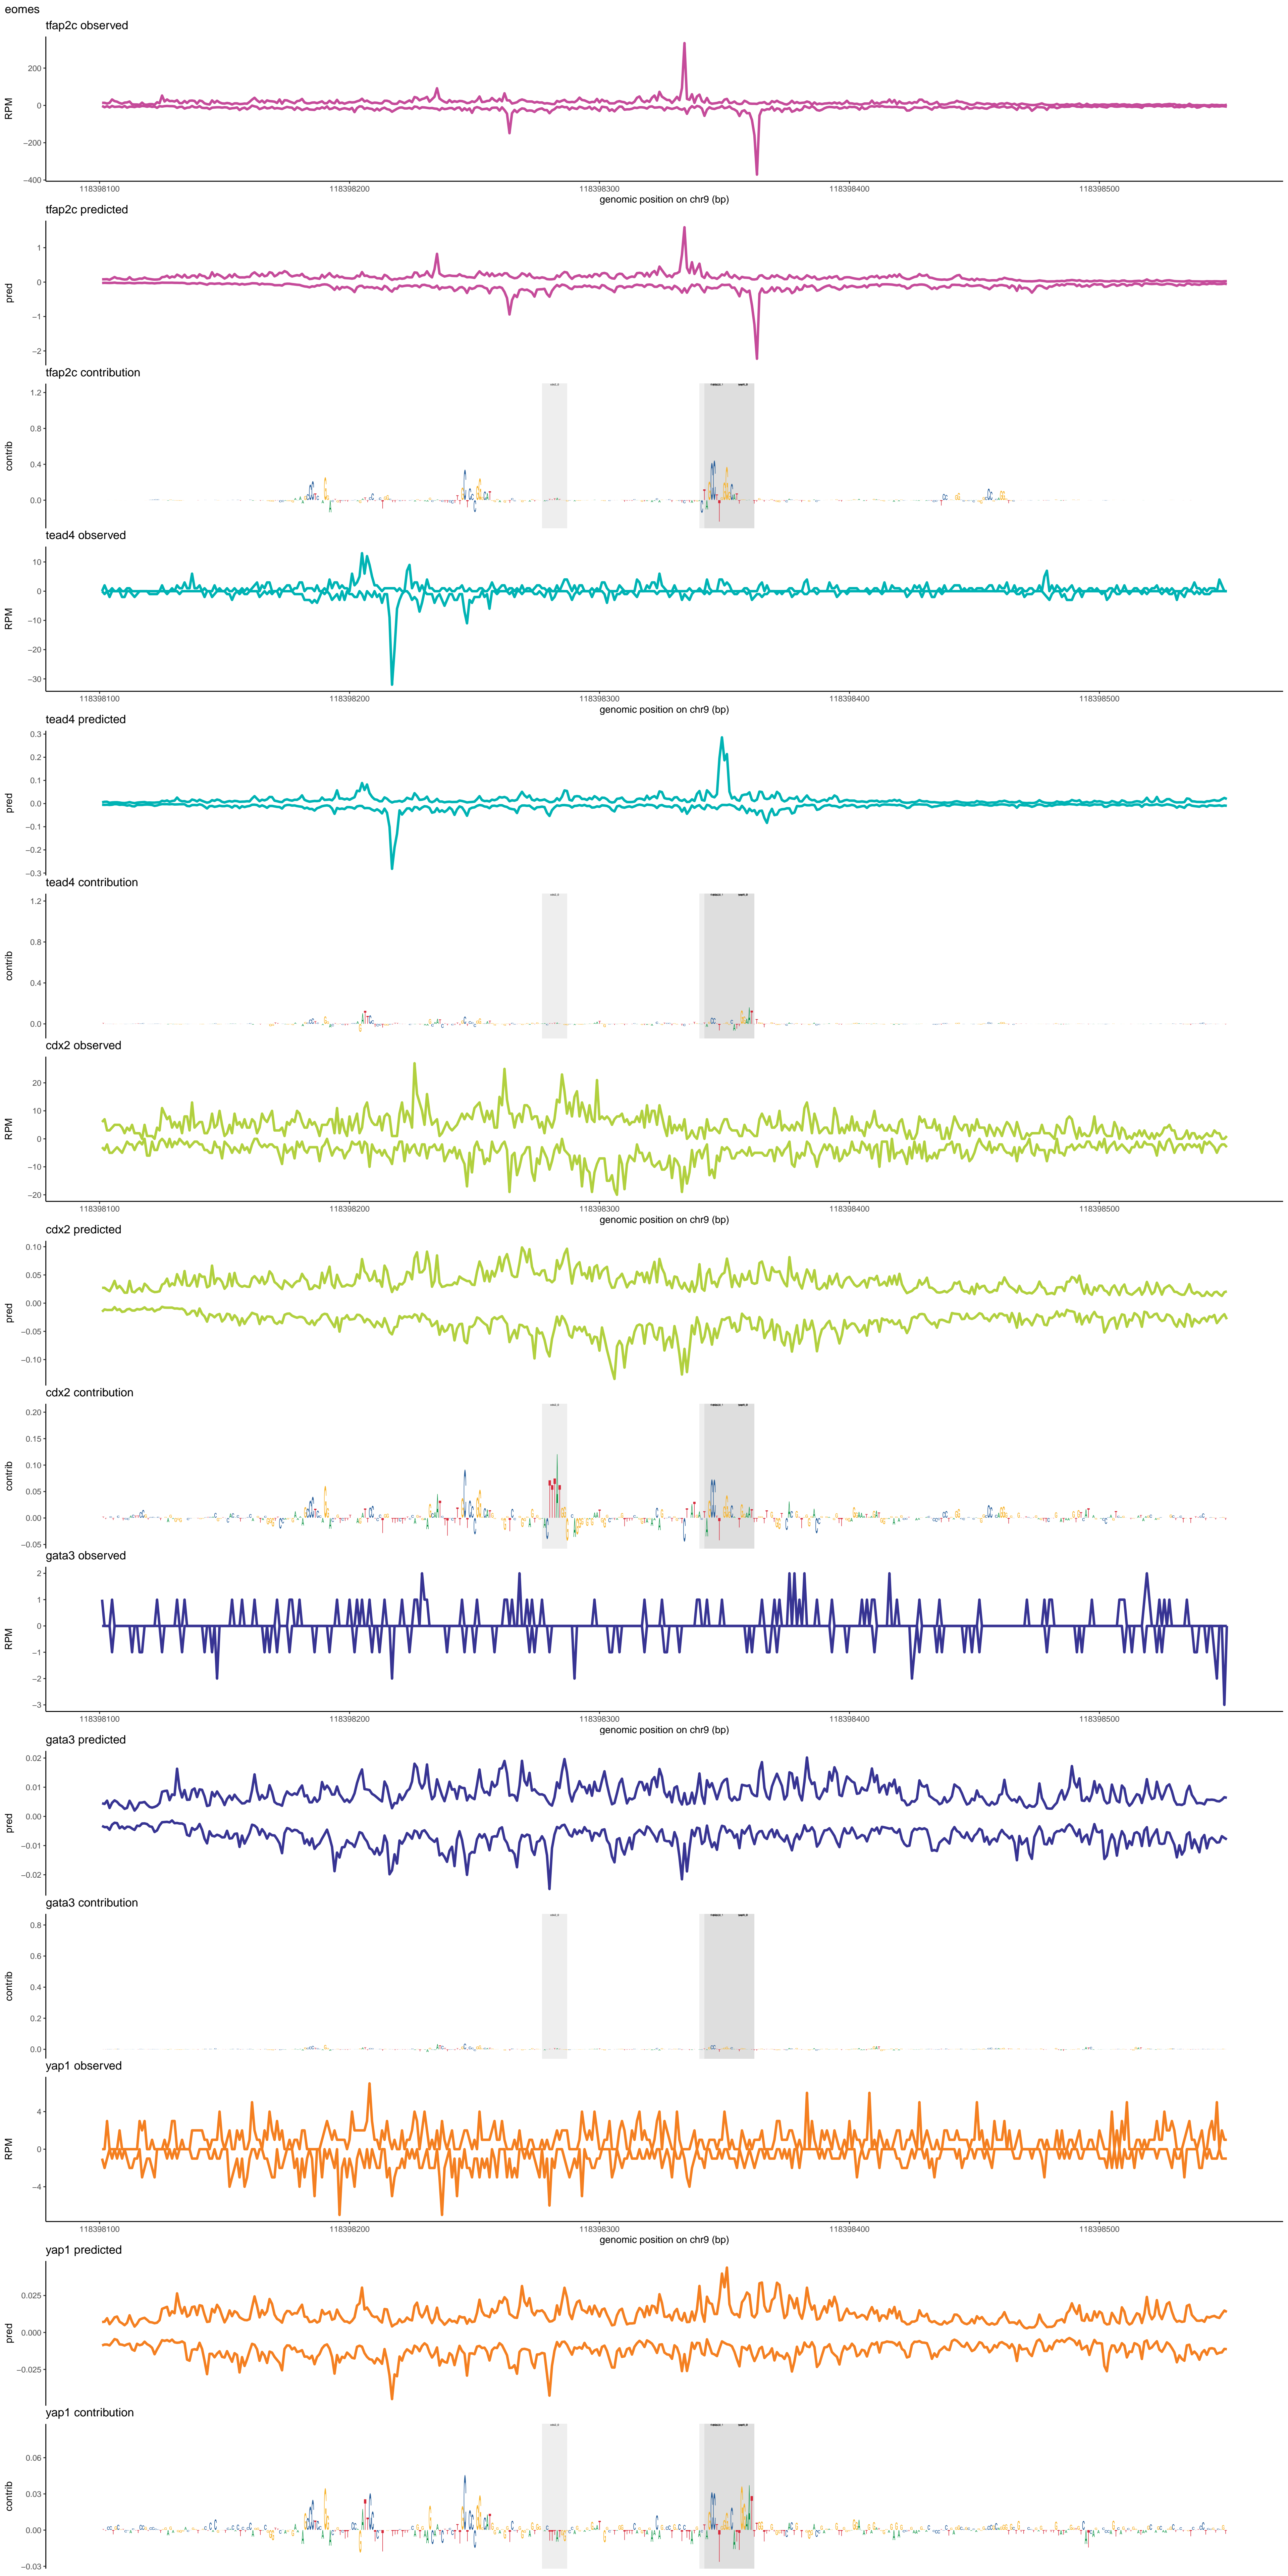 eomes
tfap2c observed
RPM
200
0
−200
−400
118398100 118398200 118398300 118398400 118398500
genomic position on chr9 (bp)
tfap2c predicted
pred
1
0
−1
−2
tfap2c contribution
contrib
1.2
0.8
0.4
0.0
tead4 observed
RPM
10
0
−10
−20
−30
118398100 118398200 118398300 118398400 118398500
genomic position on chr9 (bp)
tead4 predicted
pred
0.3
0.2
0.1
0.0
−0.1
−0.2
−0.3
tead4 contribution
contrib
1.2
0.8
0.4
0.0
cdx2 observed
RPM
20
10
0
−10
−20
118398100 118398200 118398300 118398400 118398500
genomic position on chr9 (bp)
cdx2 predicted
pred
0.10
0.05
0.00
−0.05
−0.10
cdx2 contribution
contrib
0.20
0.15
0.10
0.05
0.00
−0.05
gata3 observed
RPM
2
1
0
−1
−2
−3
118398100 118398200 118398300 118398400 118398500
genomic position on chr9 (bp)
gata3 predicted
pred
0.02
0.01
0.00
−0.01
−0.02
gata3 contribution
contrib
0.8
0.6
0.4
0.2
0.0
yap1 observed
RPM
4
0
−4
118398100 118398200 118398300 118398400 118398500
genomic position on chr9 (bp)
yap1 predicted
pred
0.025
0.000
−0.025
yap1 contribution
contrib
0.06
0.03
0.00
−0.03